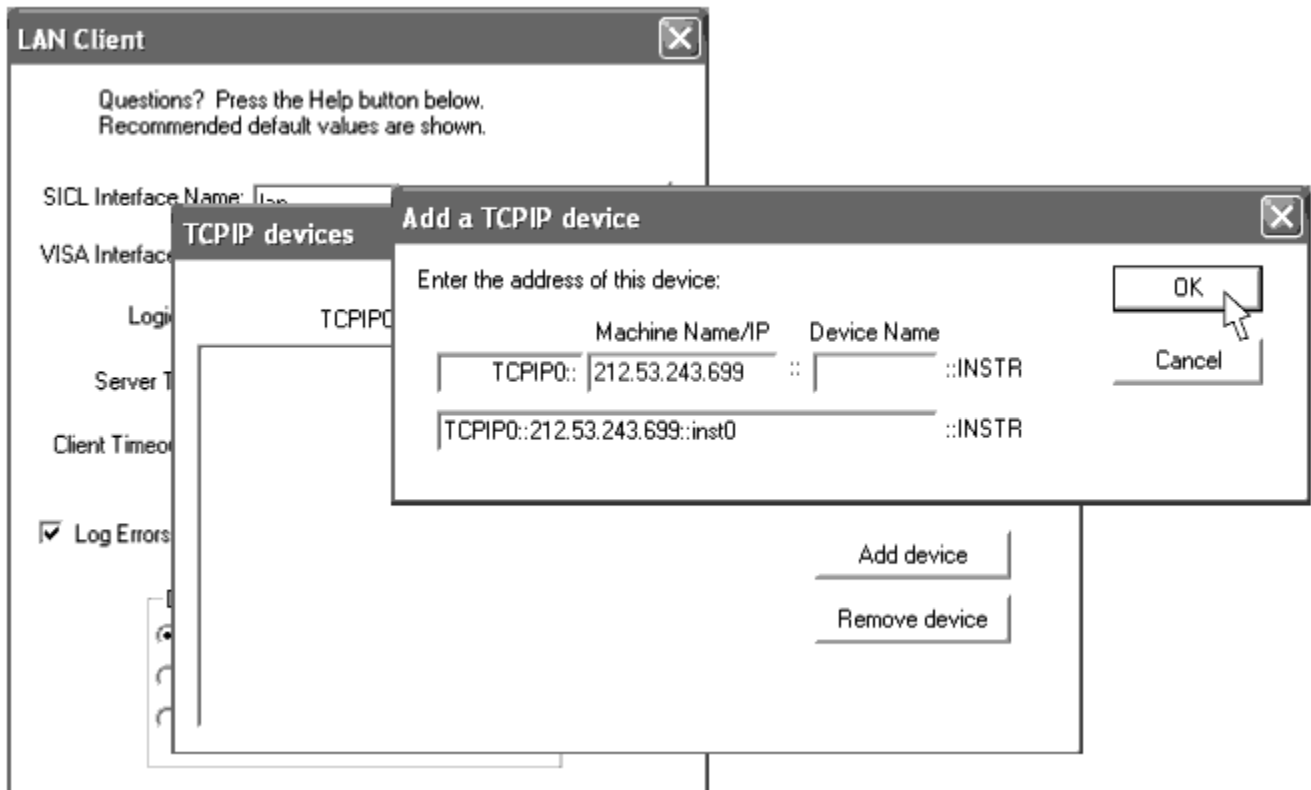 LAN Client
Questions? Press the Help button below.
Recommended default values are shown.
SICL Interface Name: lan
VISA Interface
Server
Client
Log Errors
TCPIP devices
TCPIP0
Add device
Remove device
Add a TCPIP device
Enter the address of this device:
Machine Name/IP Device Name
TCPIP0:: 212.53.243.699 :: ::INSTR
TCPIP0::212.53.243.699::inst0 ::INSTR
OK
Cancel